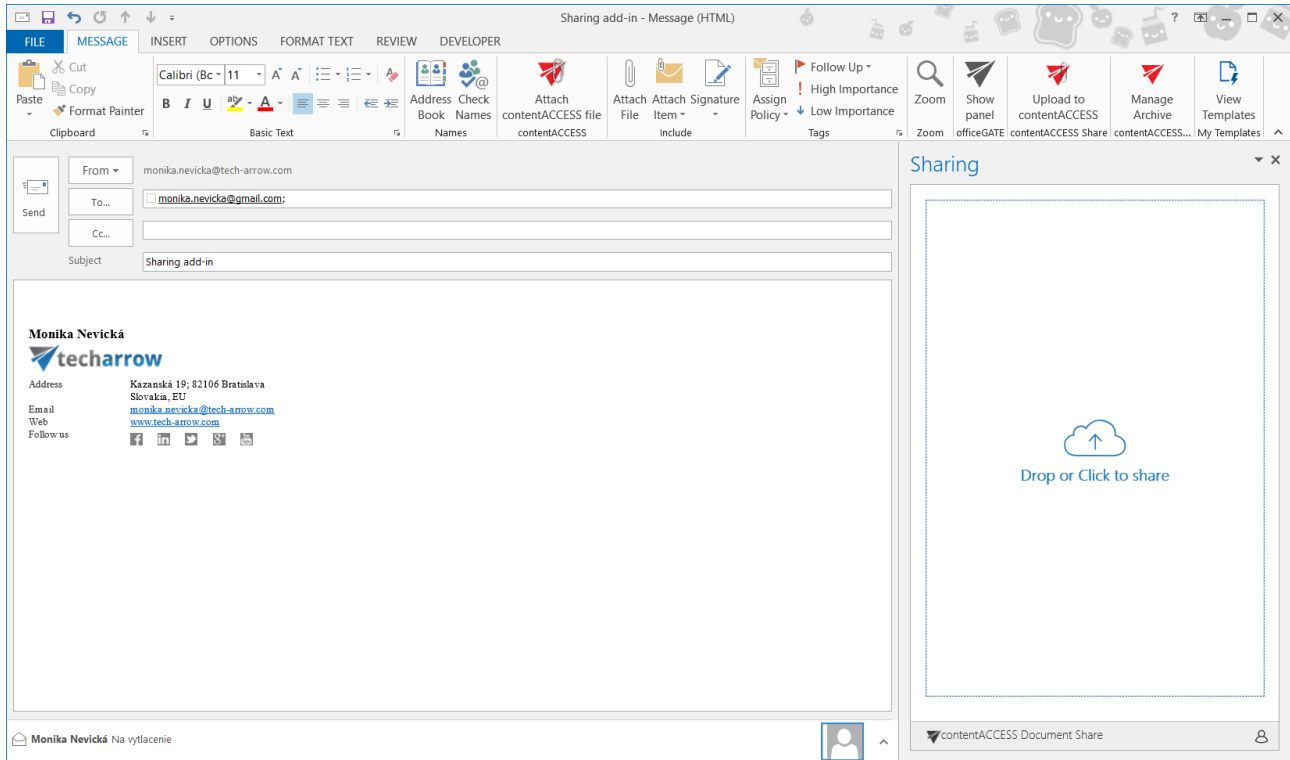 Sharing add-in - Message (HTML)
?
FILE MESSAGE INSERT OPTIONS FORMAT TEXT REVIEW DEVELOPER
Paste
Cut
Copy
Format Painter
Clipboard
Calibri (Bc 11
B I U
Basic Text
Address Book
Check Names
Names
Attach contentACCESS file
contentACCESS
Attach File
Attach Item
Signature
Include
Assign Policy
Follow Up
High Importance
Low Importance
Tags
Zoom
Zoom
Show panel
officeGATE
Upload to contentACCESS
contentACCESS Share
Manage Archive
contentACCESS...
View Templates
My Templates
Send
From monika.nevicka@tech-arrow.com
To... monika.nevicka@gmail.com;
Cc...
Subject Sharing add-in
Monika Nevická
techarrow
Address Kazanská 19; 82106 Bratislava
Slovakia, EU
Email monika.nevicka@tech-arrow.com
Web www.tech-arrow.com
Follow us
Monika Nevická Na vytlacenie
Sharing
Drop or Click to share
contentACCESS Document Share